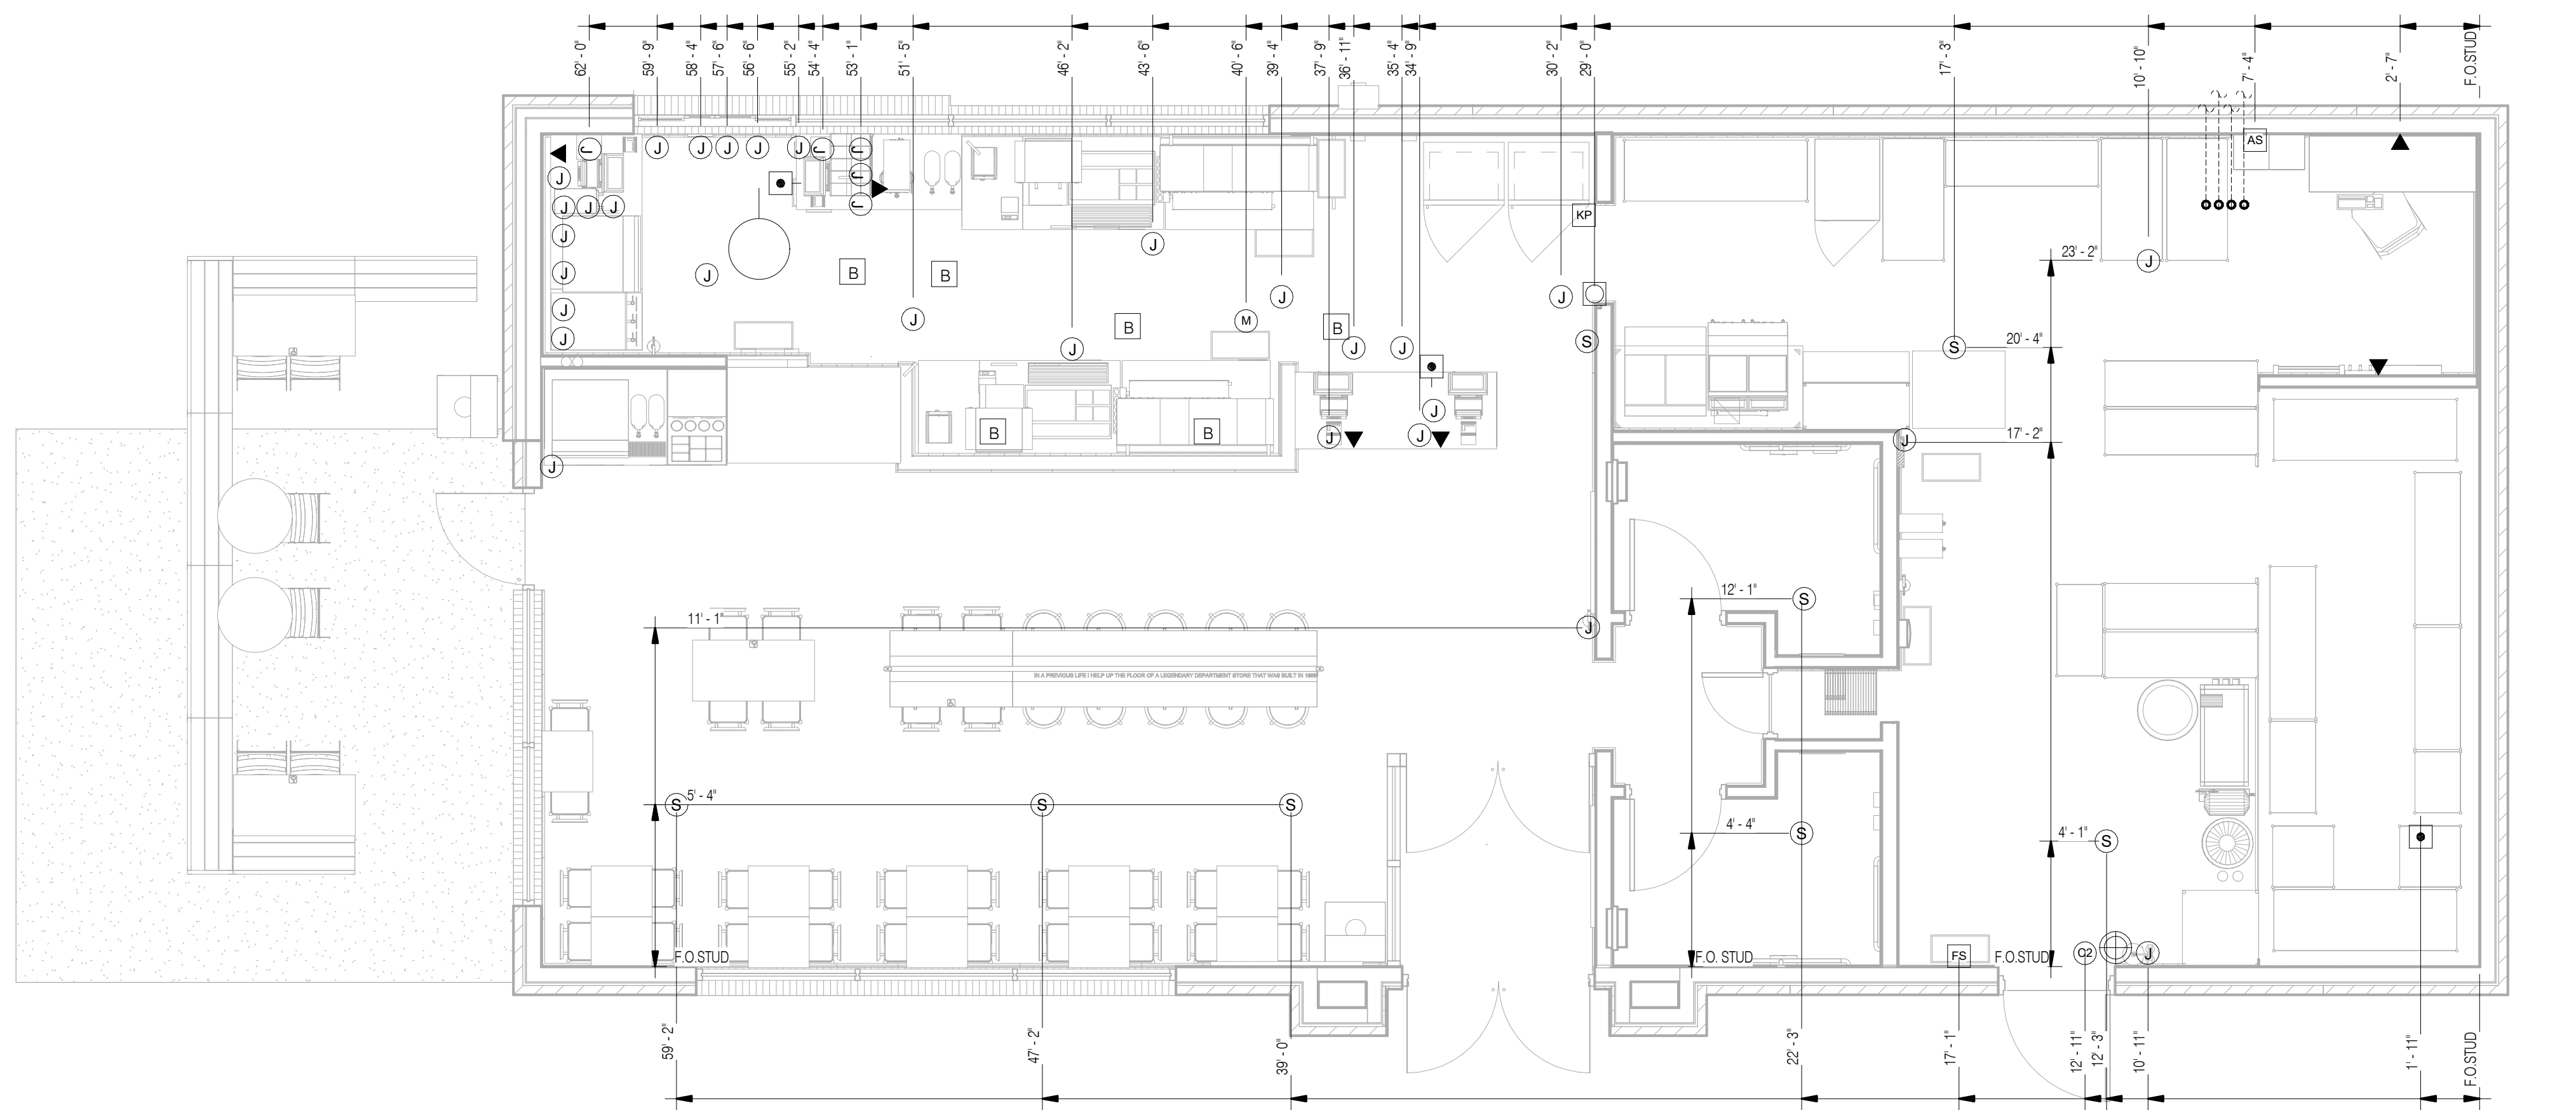 62' - 0"
59' - 9"
58' - 4"
57' - 6"
56' - 6"
55' - 2"
54' - 4"
53' - 1"
51' - 5"
46' - 2"
43' - 6"
40' - 6"
39' - 4"
37' - 9"
36' - 11"
35' - 4"
34' - 9"
30' - 2"
29' - 0"
17' - 3"
10' - 10"
7' - 4"
2' - 7"
F.O.STUD
J
J
J
J
J
J
J
J
AS
J
J
J
J
J
J
KP
J
J
J
23' - 2"
J
J
B
B
J
J
J
J
M
B
B
S
J
J
J
J
S
20' - 4"
J
B
B
J
J
17' - 2"
J
J
12' - 1"
S
11' - 1"
J
IN A PREVIOUS LIFE I HELP UP THE FLOOR OF A LEGENDARY DEPARTMENT STORE THAT WAS BUILT IN
S
5' - 4"
S
S
4' - 4"
S
4' - 1"
S
F.O.STUD
F.O. STUD
FS
F.O.STUD
C2
J
59' - 2"
47' - 2"
39' - 0"
22' - 3"
17' - 1"
12' - 11"
12' - 3"
10' - 11"
1' - 11"
F.O.STUD